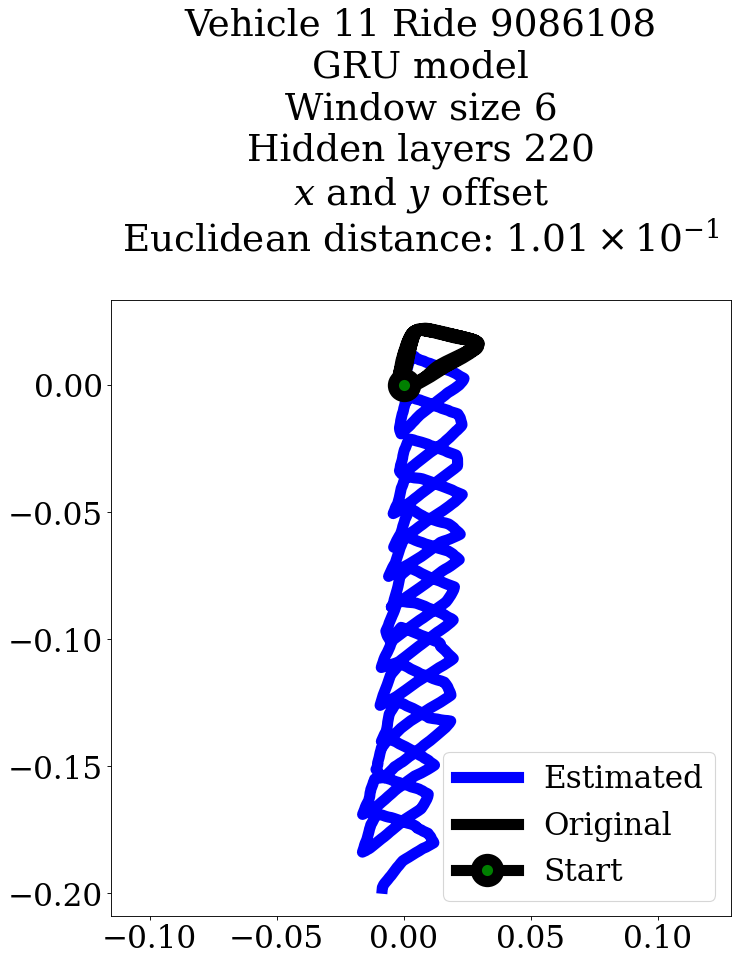 Vehicle 11 Ride 9086108
GRU model
Window size 6
Hidden layers 220
x and y offset
Euclidean distance: 1.01 × 10⁻¹
0.00
−0.05
−0.10
−0.15
−0.20
Estimated
Original
Start
−0.10 −0.05 0.00 0.05 0.10